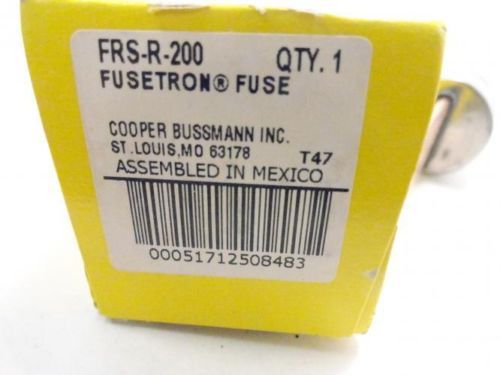 FRS-R-200 QTY. 1
FUSETRON® FUSE
COOPER BUSSMANN INC.
ST.LOUIS,MO 63178 T47
ASSEMBLED IN MEXICO
00051712508483